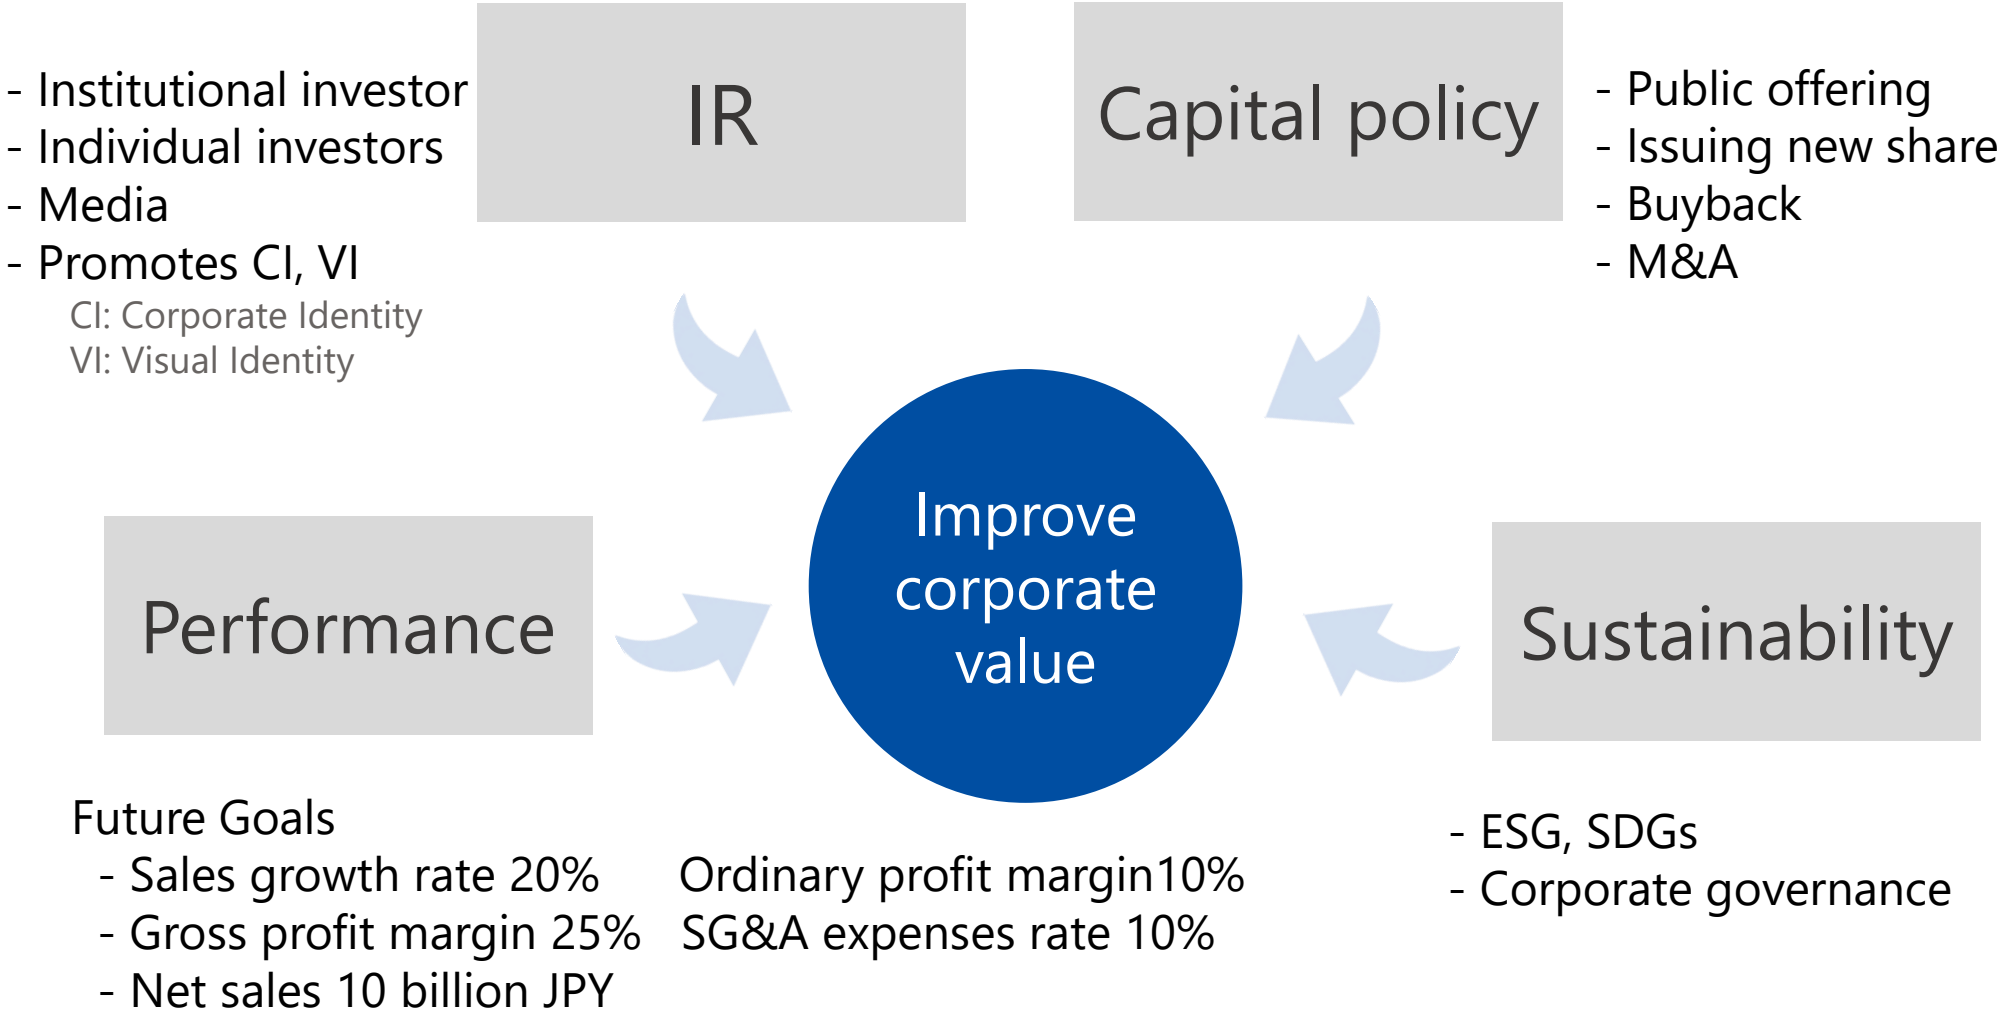 IR
- Institutional investor
- Individual investors
- Media
- Promotes CI, VI
CI: Corporate Identity
VI: Visual Identity
Capital policy
- Public offering
- Issuing new share
- Buyback
- M&A
Improve
corporate
value
Performance
Future Goals
- Sales growth rate 20% Ordinary profit margin10%
- Gross profit margin 25% SG&A expenses rate 10%
- Net sales 10 billion JPY
Sustainability
- ESG, SDGs
- Corporate governance